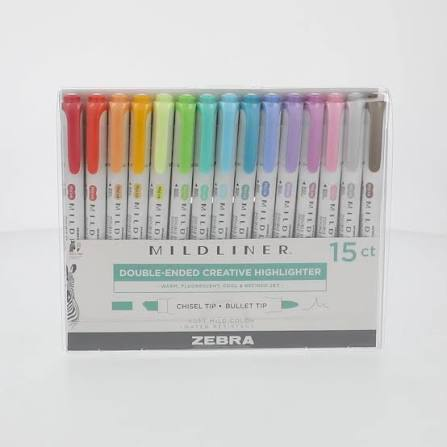 MILDLINER.
15 ct
DOUBLE-ENDED CREATIVE HIGHLIGHTER
WARM, FLUORESCENT, COOL & REFINED SET
CHISEL TIP • BULLET TIP
SOFT MILD COLOR
WATER RESISTANT
ZEBRA